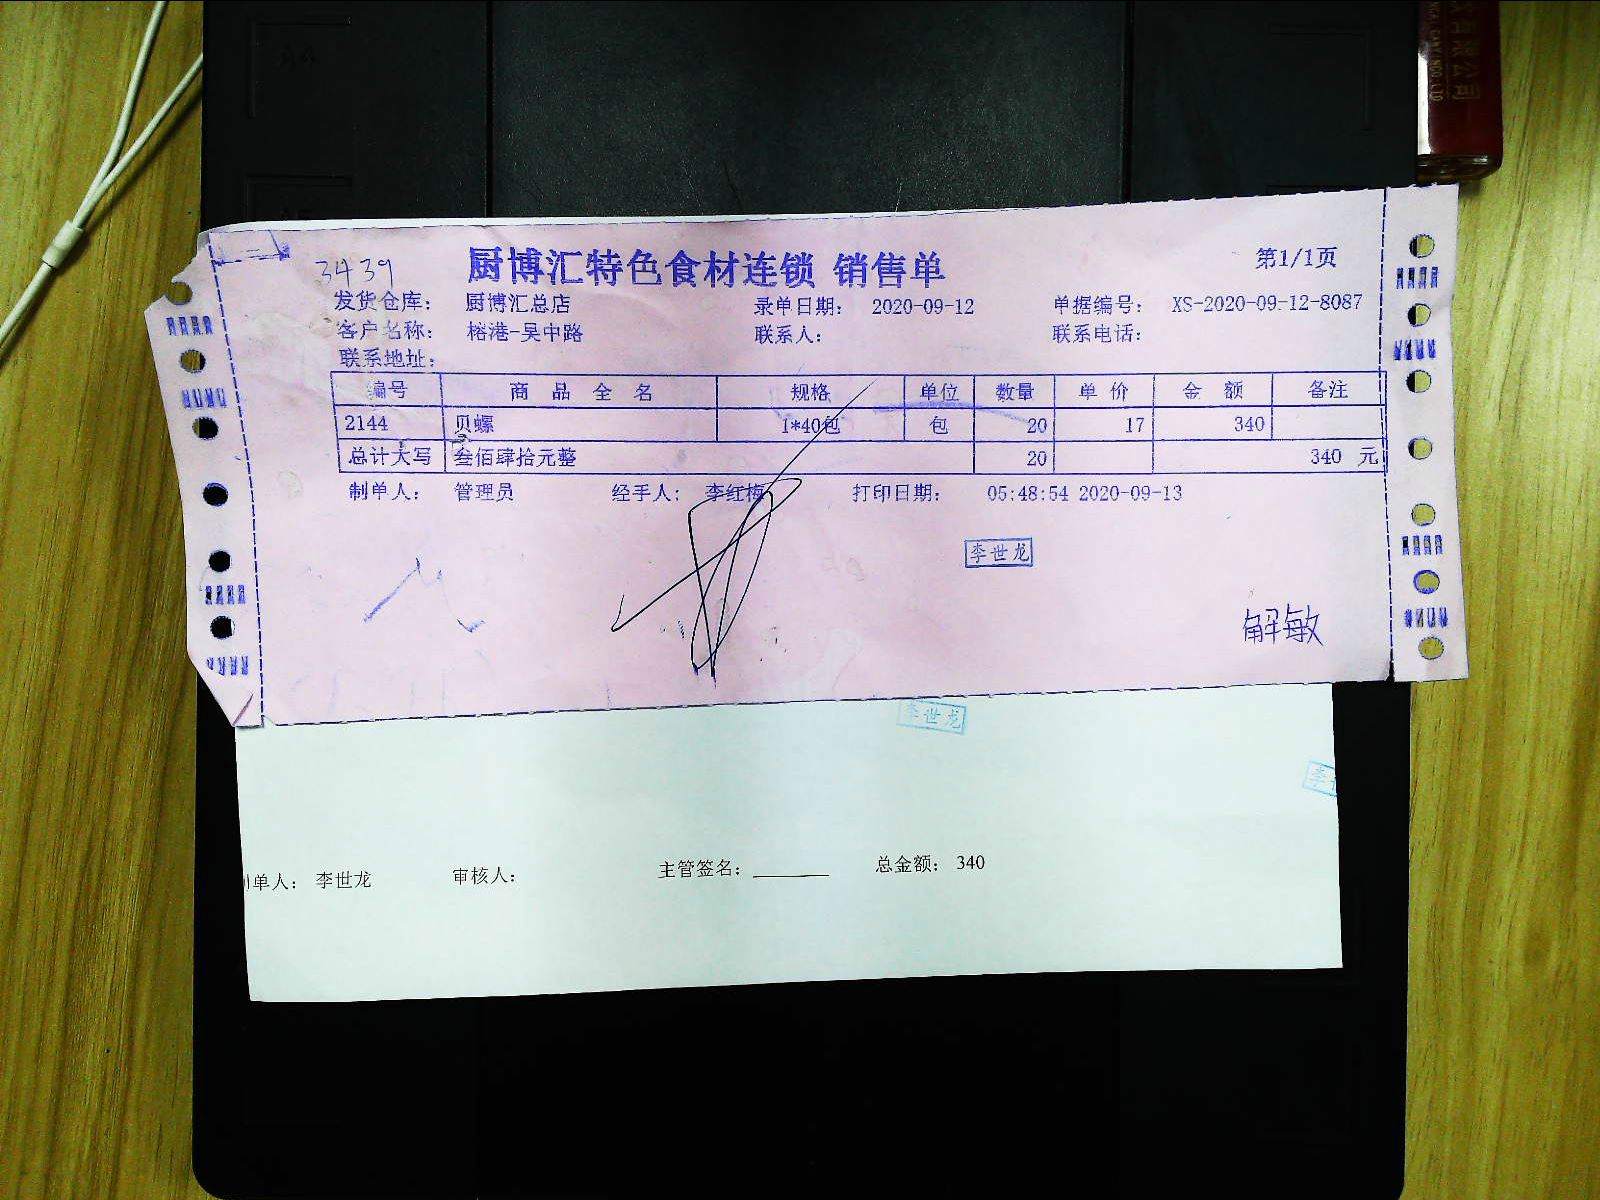 3439
厨博汇特色食材连锁 销售单
第1/1页
发货仓库: 厨博汇总店 录单日期: 2020-09-12 单据编号: XS-2020-09-12-8087
客户名称: 榕港-吴中路 联系人: 联系电话:
联系地址:
编号 商品全名 规格 单位 数量 单价 金额 备注
2144 贝螺 1*40包 包 20 17 340
总计大写 叁佰肆拾元整 20 340 元
制单人: 管理员 经手人: 李红梅 打印日期: 05:48:54 2020-09-13
李世龙
解敏
李世龙
李
单人: 李世龙 审核人: 主管签名: 总金额: 340